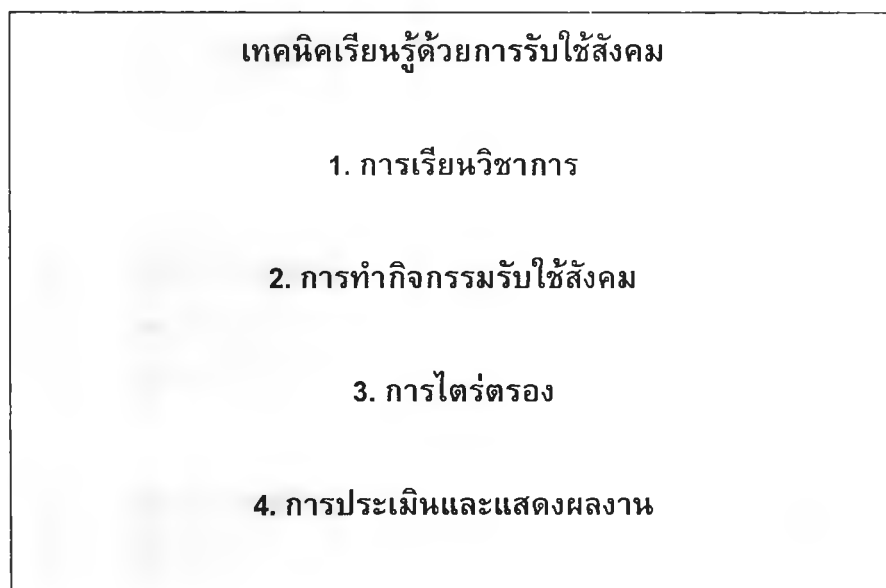 เทคนิคเรียนรู้ด้วยการรับใช้สังคม
1. การเรียนวิชาการ
2. การทำกิจกรรมรับใช้สังคม
3. การไตร่ตรอง
4. การประเมินและแสดงผลงาน